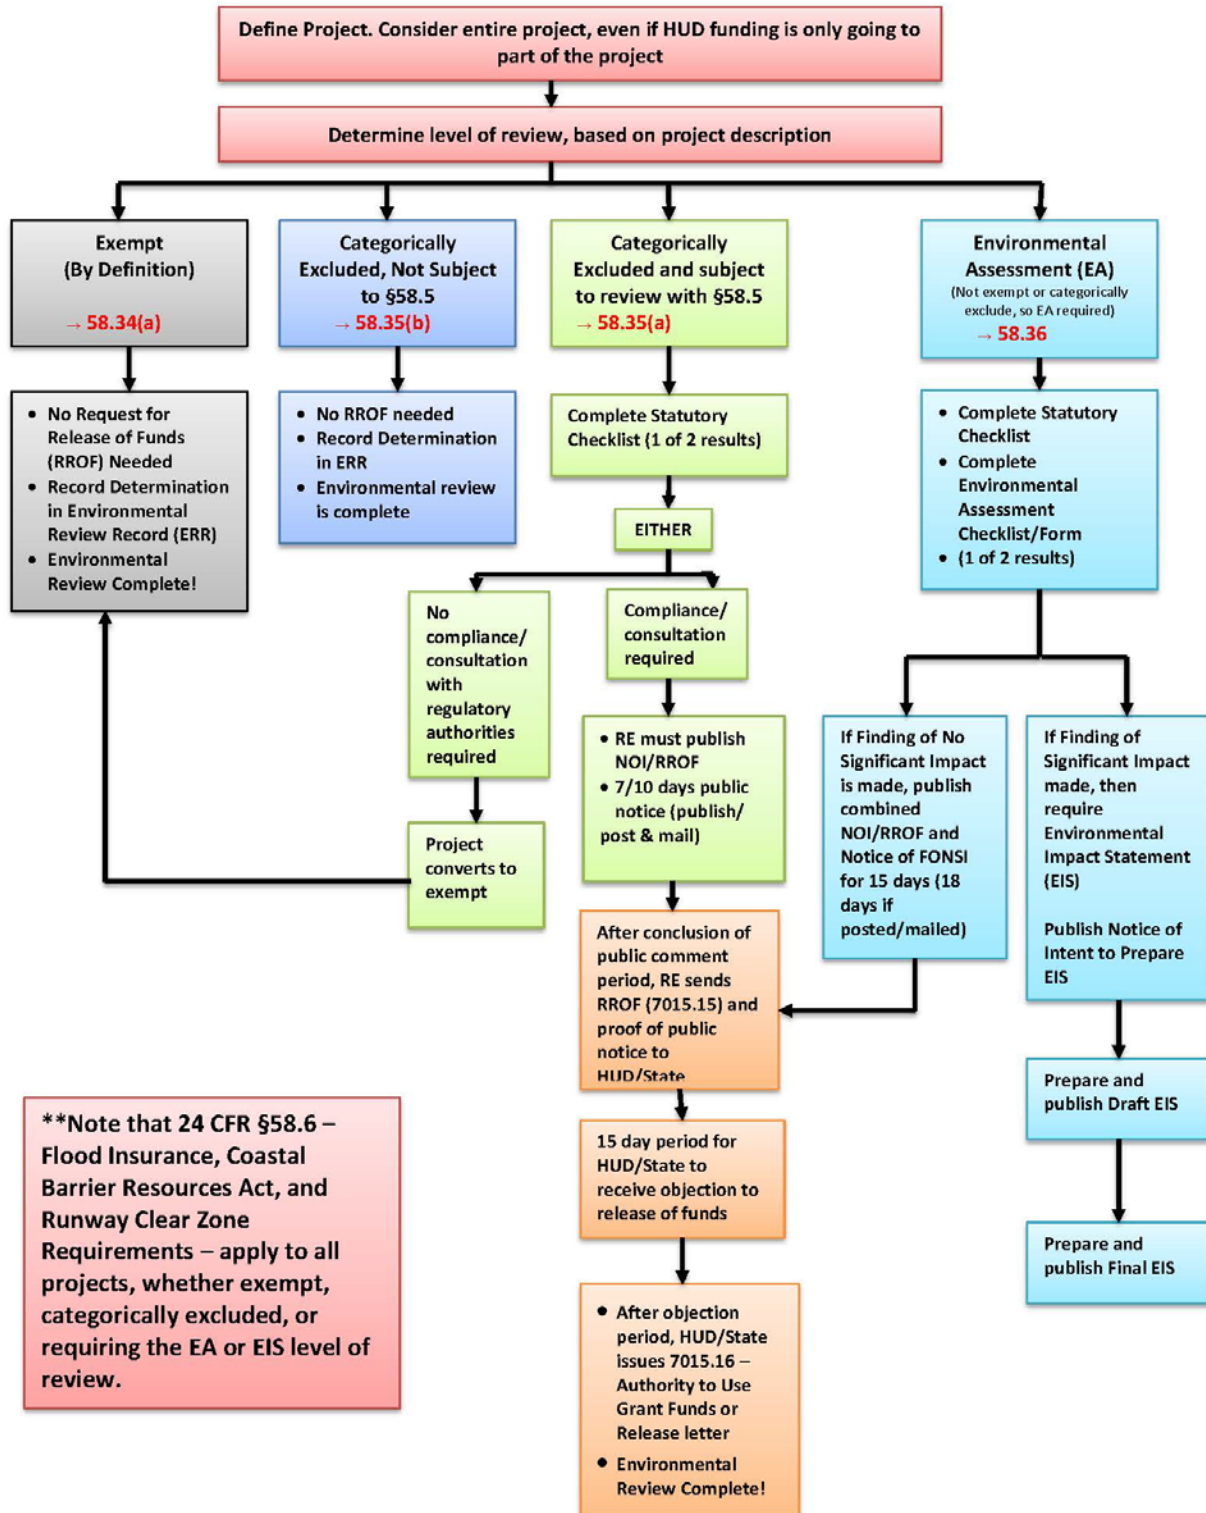 Define Project. Consider entire project, even if HUD funding is only going to
part of the project
Determine level of review, based on project description
Exempt
(By Definition)
→ 58.34(a)
Categorically
Excluded, Not Subject
to §58.5
→ 58.35(b)
Categorically
Excluded and subject
to review with §58.5
→ 58.35(a)
Environmental
Assessment (EA)
(Not exempt or categorically
exclude, so EA required)
→ 58.36
• No Request for
Release of Funds
(RROF) Needed
• Record Determination
in Environmental
Review Record (ERR)
• Environmental
Review Complete!
• No RROF needed
• Record Determination
in ERR
• Environmental review
is complete
Complete Statutory
Checklist (1 of 2 results)
• Complete Statutory
Checklist
• Complete
Environmental
Assessment
Checklist/Form
• (1 of 2 results)
EITHER
No
compliance/
consultation
with
regulatory
authorities
required
Compliance/
consultation
required
• RE must publish
NOI/RROF
• 7/10 days public
notice (publish/
post & mail)
If Finding of No
Significant Impact
is made, publish
combined
NOI/RROF and
Notice of FONSI
for 15 days (18
days if
posted/mailed)
If Finding of
Significant Impact
made, then
require
Environmental
Impact Statement
(EIS)
Publish Notice of
Intent to Prepare
EIS
Project
converts to
exempt
After conclusion of
public comment
period, RE sends
RROF (7015.15) and
proof of public
notice to
HUD/State
Prepare and
publish Draft EIS
**Note that 24 CFR §58.6 –
Flood Insurance, Coastal
Barrier Resources Act, and
Runway Clear Zone
Requirements – apply to all
projects, whether exempt,
categorically excluded, or
requiring the EA or EIS level of
review.
15 day period for
HUD/State to
receive objection to
release of funds
Prepare and
publish Final EIS
• After objection
period, HUD/State
issues 7015.16 –
Authority to Use
Grant Funds or
Release letter
• Environmental
Review Complete!